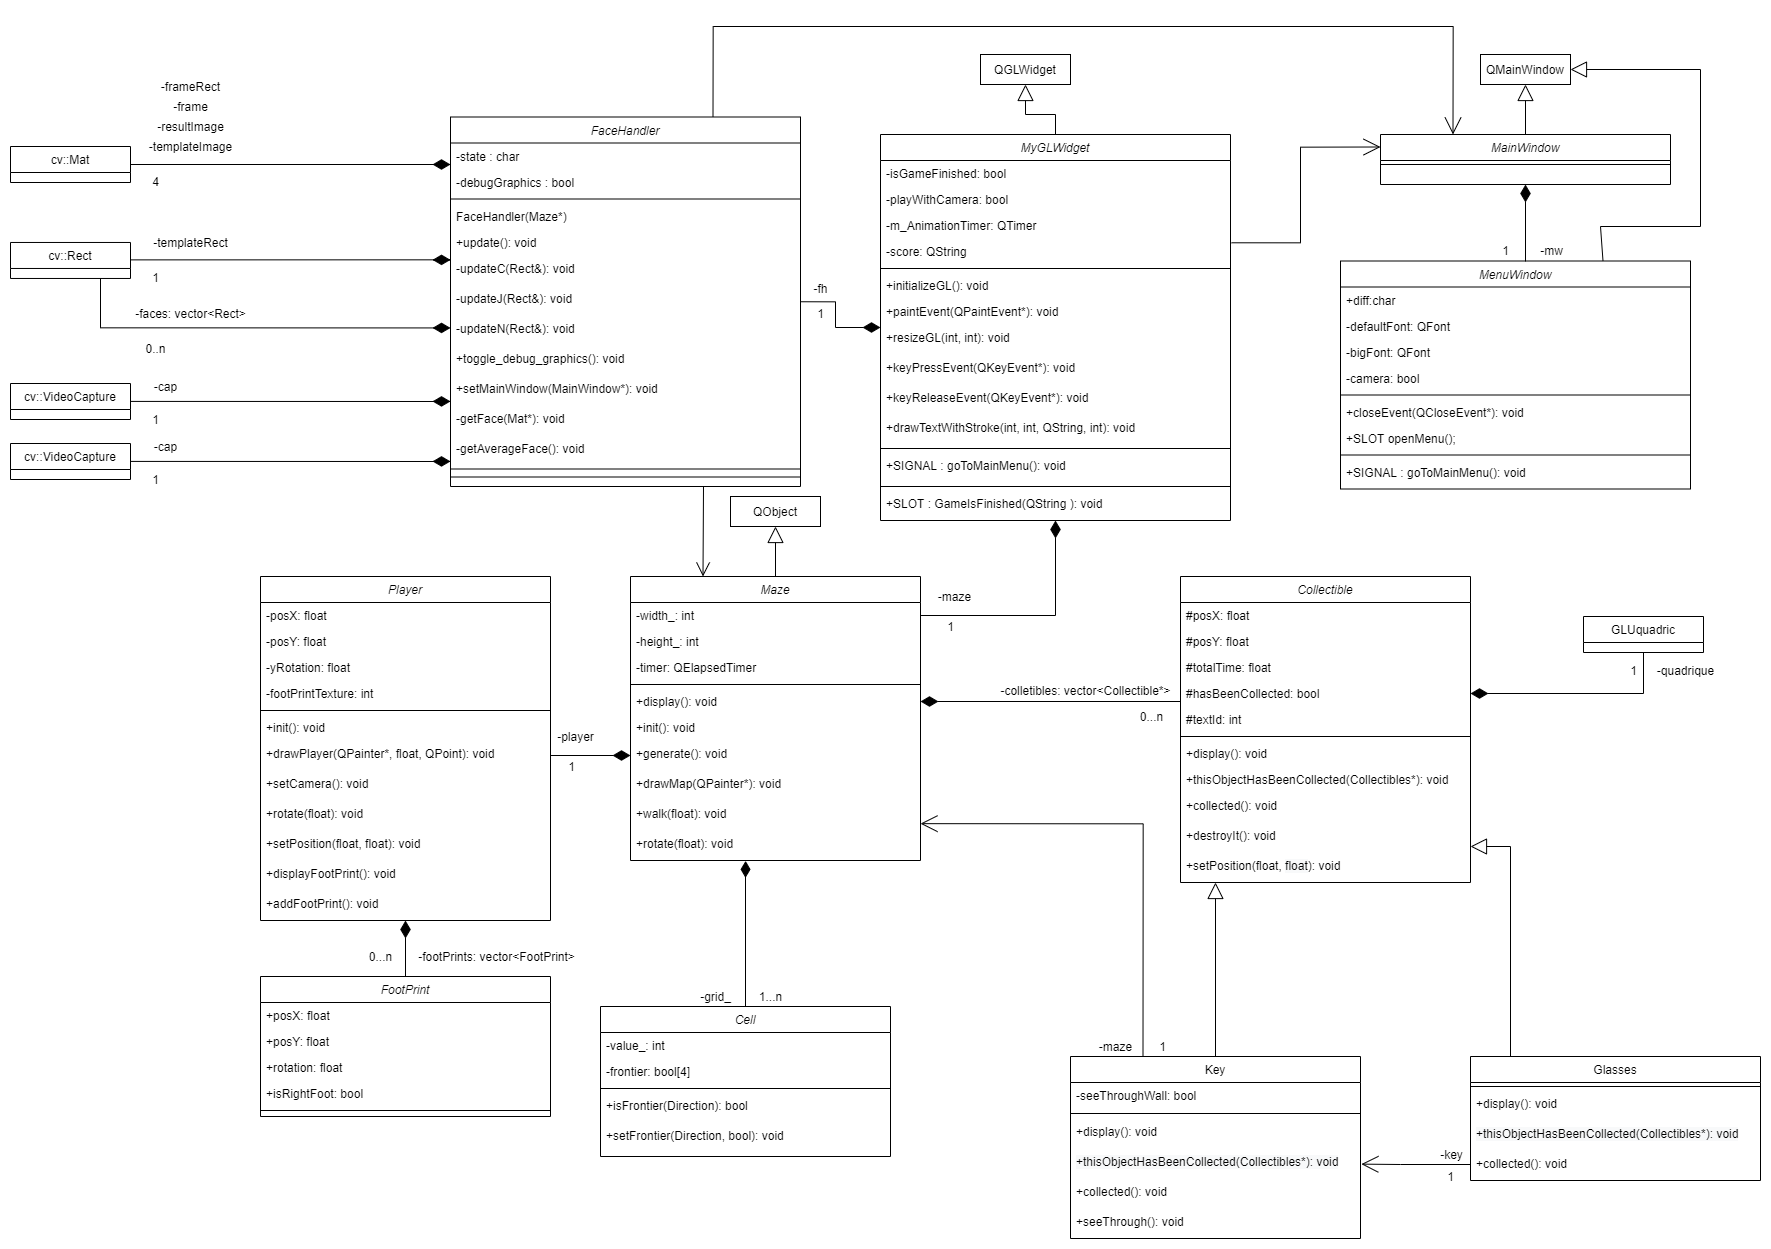 -frameRect
-frame
-resultImage
-templateImage
cv::Mat
4
-templateRect
cv::Rect
1
-faces: vector<Rect>
0..n
-cap
cv::VideoCapture
1
-cap
cv::VideoCapture
1
FaceHandler
-state : char
-debugGraphics : bool
FaceHandler(Maze*)
+update(): void
-updateC(Rect&): void
-updateJ(Rect&): void
-updateN(Rect&): void
+toggle_debug_graphics(): void
+setMainWindow(MainWindow*): void
-getFace(Mat*): void
-getAverageFace(): void
-fh
1
QGLWidget
MyGLWidget
-isGameFinished: bool
-playWithCamera: bool
-m_AnimationTimer: QTimer
-score: QString
+initializeGL(): void
+paintEvent(QPaintEvent*): void
+resizeGL(int, int): void
+keyPressEvent(QKeyEvent*): void
+keyReleaseEvent(QKeyEvent*): void
+drawTextWithStroke(int, int, QString, int): void
+SIGNAL : goToMainMenu(): void
+SLOT : GameIsFinished(QString ): void
QMainWindow
MainWindow
1
-mw
MenuWindow
+diff:char
-defaultFont: QFont
-bigFont: QFont
-camera: bool
+closeEvent(QCloseEvent*): void
+SLOT openMenu();
+SIGNAL : goToMainMenu(): void
QObject
Player
-posX: float
-posY: float
-yRotation: float
-footPrintTexture: int
+init(): void
+drawPlayer(QPainter*, float, QPoint): void
+setCamera(): void
+rotate(float): void
+setPosition(float, float): void
+displayFootPrint(): void
+addFootPrint(): void
-player
1
Maze
-width_: int
-height_: int
-timer: QElapsedTimer
+display(): void
+init(): void
+generate(): void
+drawMap(QPainter*): void
+walk(float): void
+rotate(float): void
-maze
1
-colletibles: vector<Collectible*>
0...n
Collectible
#posX: float
#posY: float
#totalTime: float
#hasBeenCollected: bool
#textId: int
+display(): void
+thisObjectHasBeenCollected(Collectibles*): void
+collected(): void
+destroyIt(): void
+setPosition(float, float): void
GLUquadric
1
-quadrique
0...n
-footPrints: vector<FootPrint>
FootPrint
+posX: float
+posY: float
+rotation: float
+isRightFoot: bool
-grid_
1...n
Cell
-value_: int
-frontier: bool[4]
+isFrontier(Direction): bool
+setFrontier(Direction, bool): void
-maze
1
Key
-seeThroughWall: bool
+display(): void
+thisObjectHasBeenCollected(Collectibles*): void
+collected(): void
+seeThrough(): void
-key
1
Glasses
+display(): void
+thisObjectHasBeenCollected(Collectibles*): void
+collected(): void